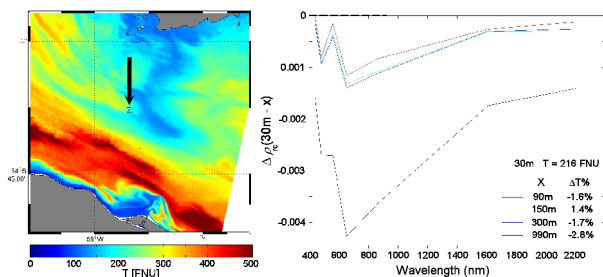 34°S
45.00'
58°W
0 100 200 300 400 500
T [FNU]
0
0.001
0.002
-0.003
-0.004
Δ ρrc(30m - x)
400 600 800 1000 1200 1400 1600 1800 2000 2200
Wavelength (nm)
30m T = 216 FNU
X ΔT%
90m -1.6%
150m 1.4%
300m -1.7%
990m -2.8%